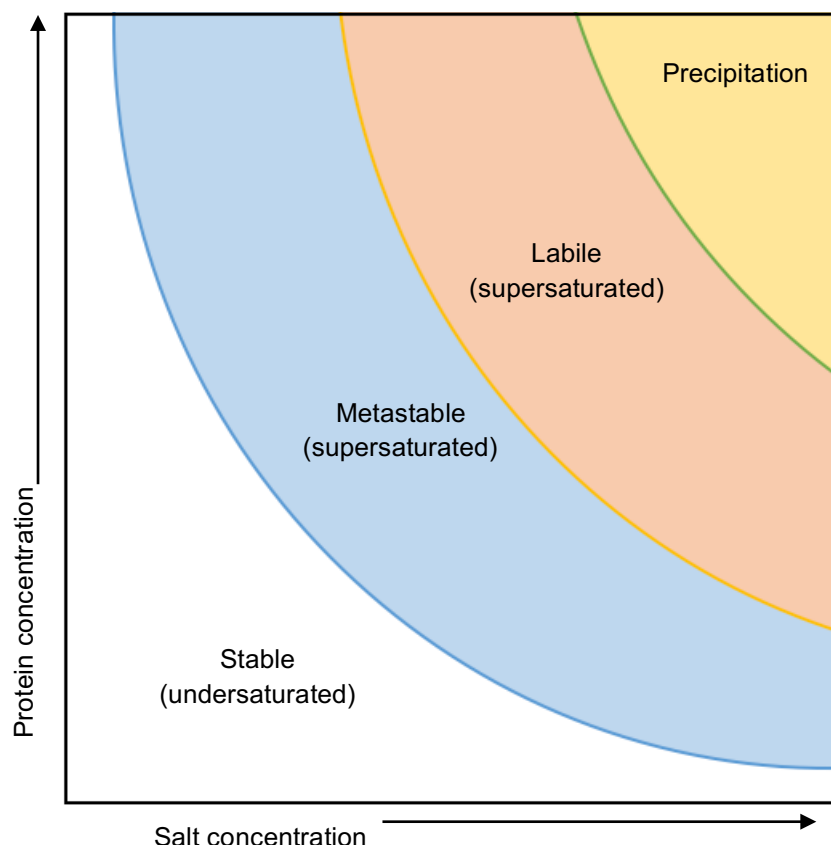 Precipitation
Labile
(supersaturated)
Metastable
(supersaturated)
Stable
(undersaturated)
Protein concentration
Salt concentration